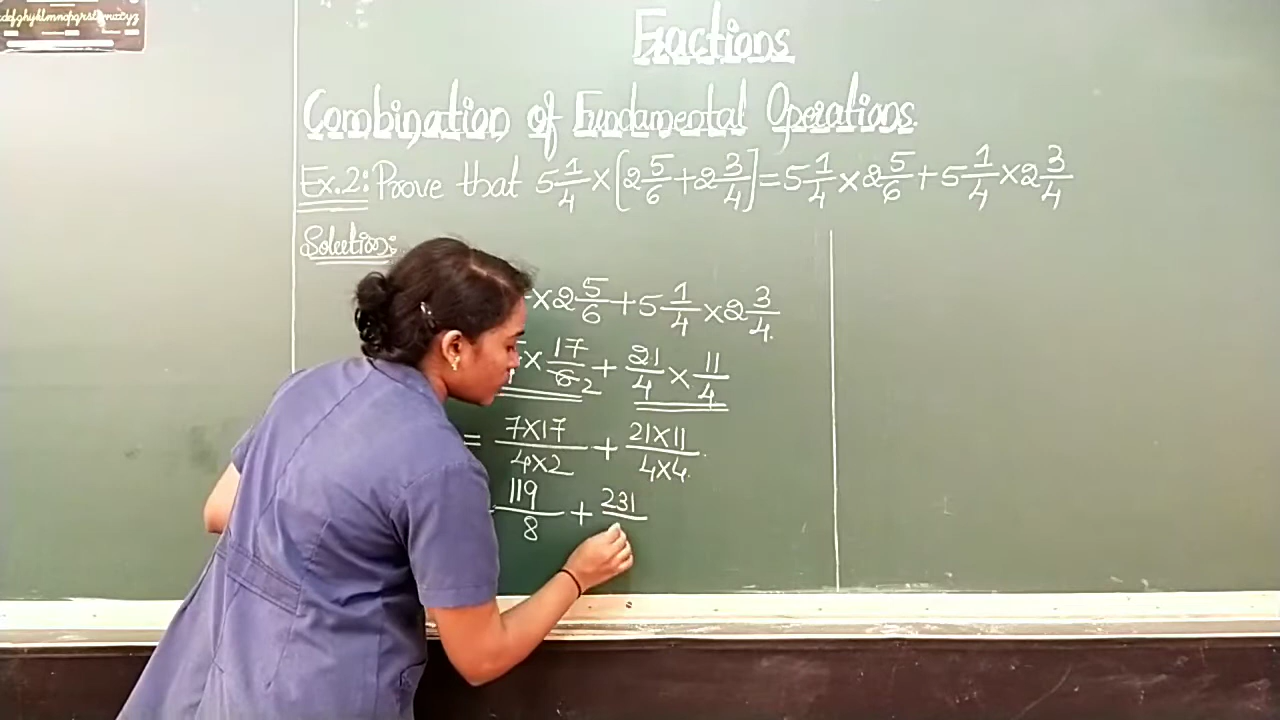 Fractions
Combination of Fundamental Operations.
Ex.2: Prove that 5 1/4 × [2 5/6 + 2 3/4] = 5 1/4 × 2 5/6 + 5 1/4 × 2 3/4
Solution:
× 2 5/6 + 5 1/4 × 2 3/4.
× 17/6 2 + 21/4 × 11/4
= 7×17/4×2 + 21×11/4×4.
119/8 + 231